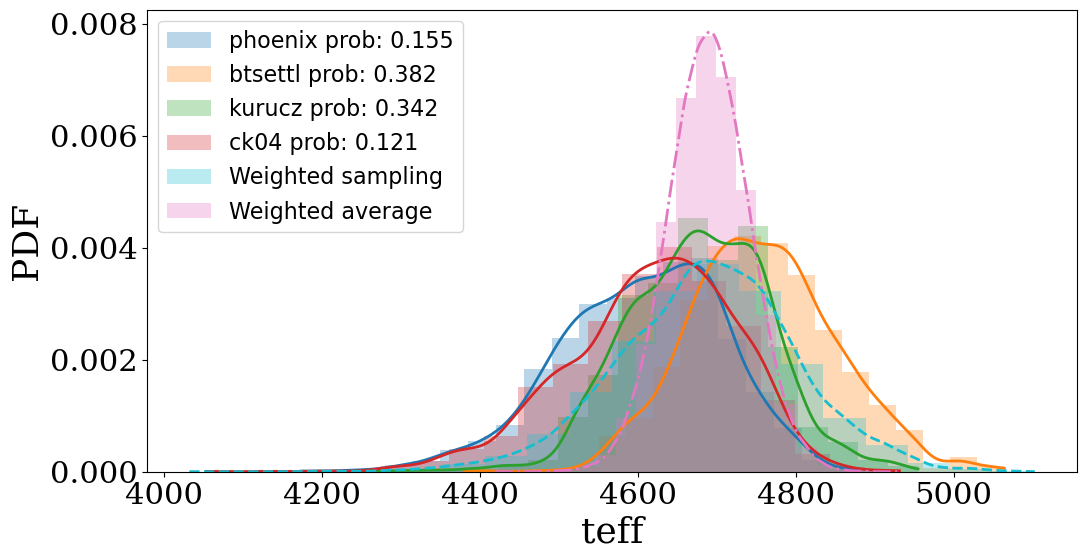 0.008
0.006
0.004
0.002
0.000
PDF
phoenix prob: 0.155
btsettl prob: 0.382
kurucz prob: 0.342
ck04 prob: 0.121
Weighted sampling
Weighted average
4000 4200 4400 4600 4800 5000
teff